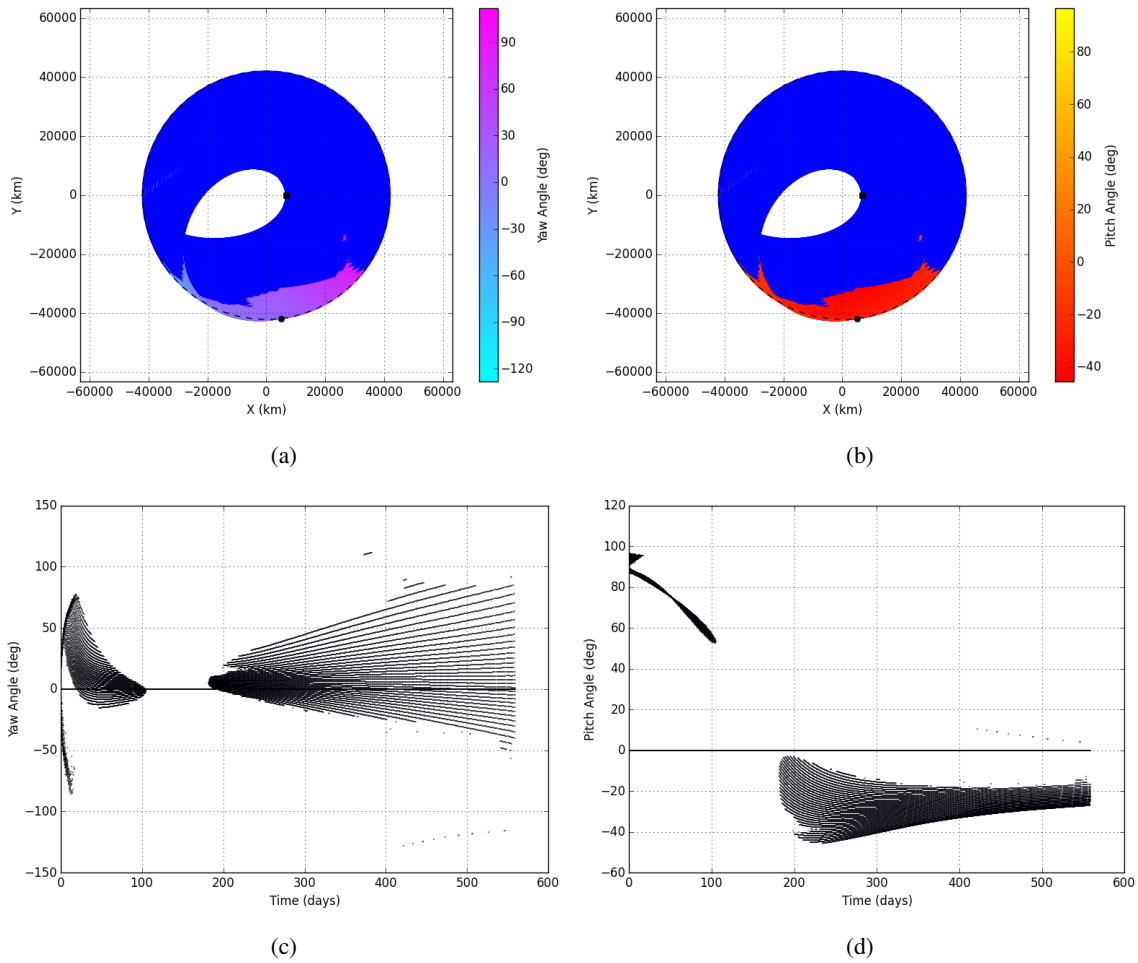 60000
40000
20000
0
−20000
−40000
−60000
Y (km)
−60000 −40000 −20000 0 20000 40000 60000
X (km)
90
60
30
0
−30
−60
−90
−120
Yaw Angle (deg)
(a)
60000
40000
20000
0
−20000
−40000
−60000
Y (km)
−60000 −40000 −20000 0 20000 40000 60000
X (km)
80
60
40
20
0
−20
−40
Pitch Angle (deg)
(b)
150
100
50
0
−50
−100
−150
Yaw Angle (deg)
0 100 200 300 400 500 600
Time (days)
(c)
120
100
80
60
40
20
0
−20
−40
−60
Pitch Angle (deg)
0 100 200 300 400 500 600
Time (days)
(d)